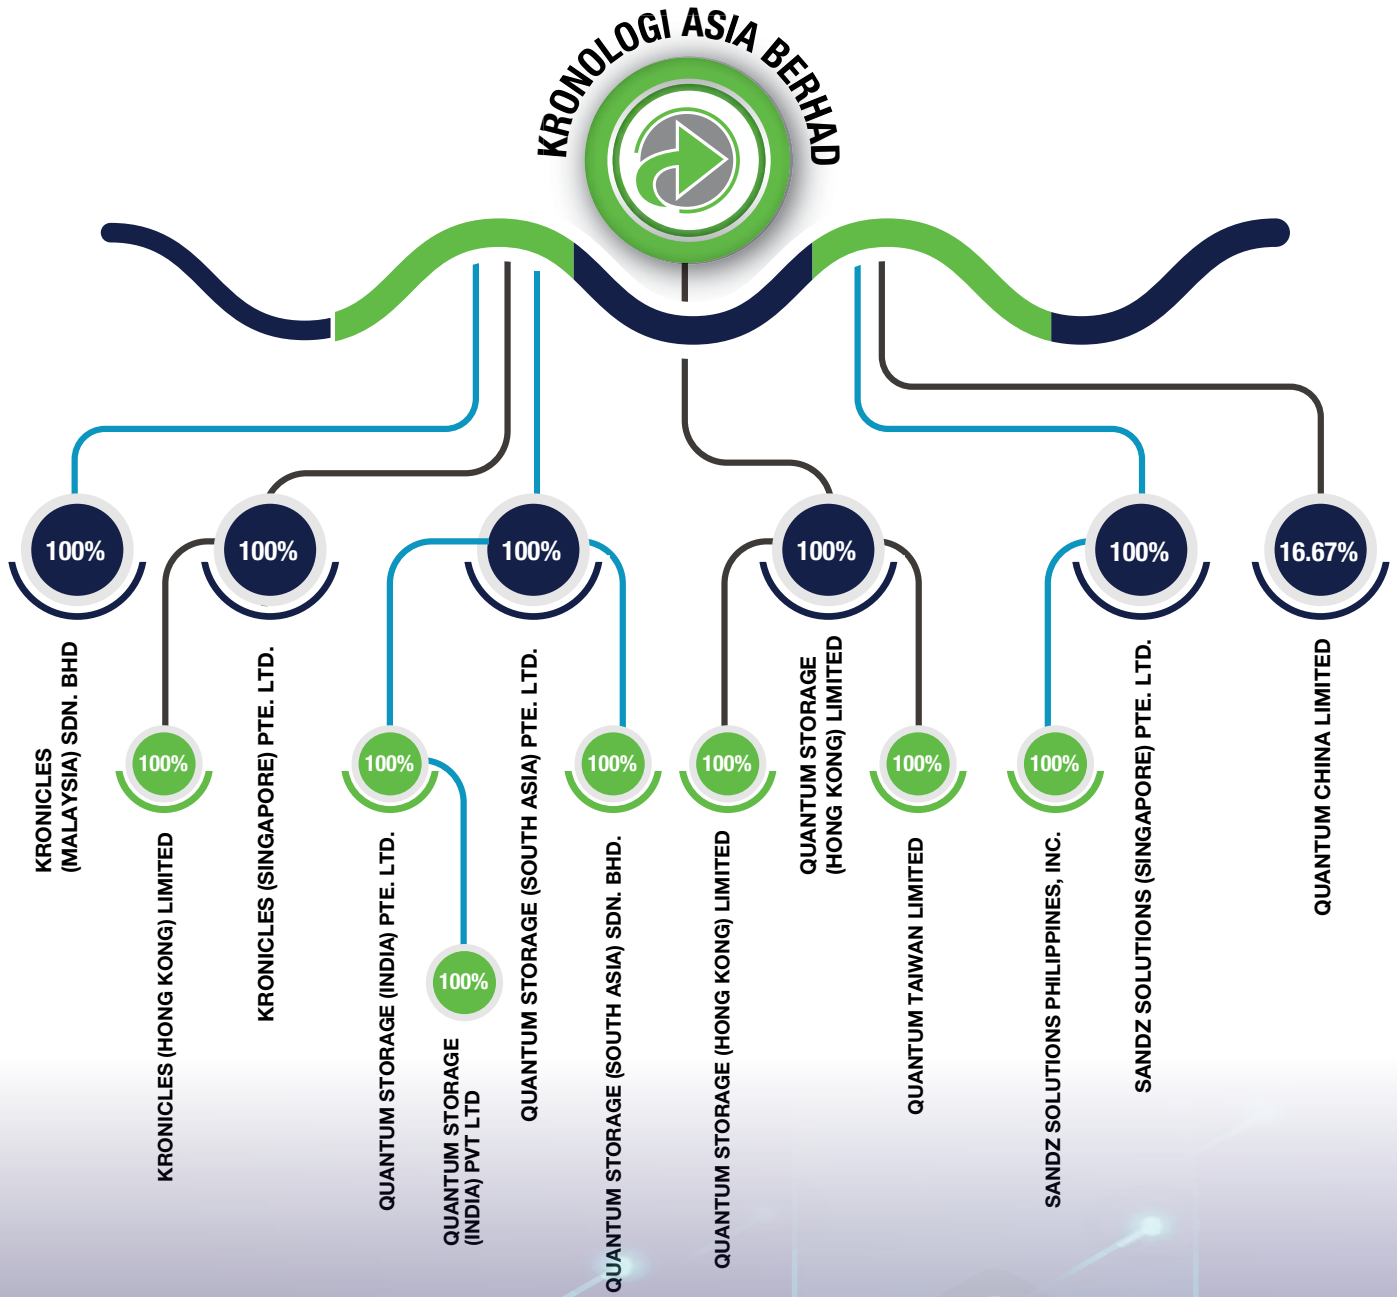 KRONOLOGI ASIA BERHAD
100%
100%
100%
100%
100%
16.67%
KRONICLES
(MALAYSIA) SDN. BHD
KRONICLES (SINGAPORE) PTE. LTD.
QUANTUM STORAGE (SOUTH ASIA) PTE. LTD.
QUANTUM STORAGE
(HONG KONG) LIMITED
SANDZ SOLUTIONS (SINGAPORE) PTE. LTD.
QUANTUM CHINA LIMITED
100%
100%
100%
100%
100%
100%
KRONICLES (HONG KONG) LIMITED
QUANTUM STORAGE (INDIA) PTE. LTD.
QUANTUM STORAGE (SOUTH ASIA) SDN. BHD.
QUANTUM STORAGE (HONG KONG) LIMITED
QUANTUM TAIWAN LIMITED
SANDZ SOLUTIONS PHILIPPINES, INC.
100%
QUANTUM STORAGE
(INDIA) PVT LTD